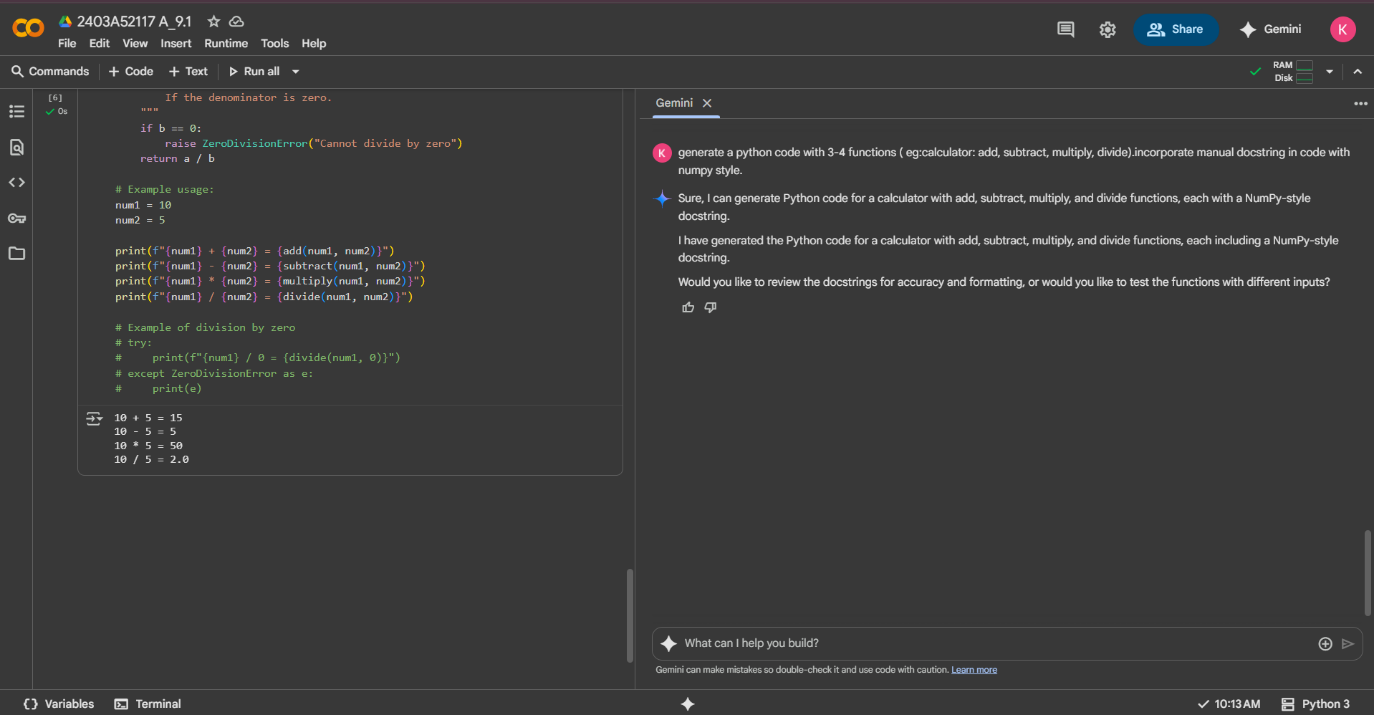 2403A52117 A_9.1
File Edit View Insert Runtime Tools Help
Share
Gemini
K
Commands + Code + Text Run all
RAM
Disk
[6]
0s
If the denominator is zero.
"""
if b == 0:
raise ZeroDivisionError("Cannot divide by zero")
return a / b
# Example usage:
num1 = 10
num2 = 5
print(f"{num1} + {num2} = {add(num1, num2)}")
print(f"{num1} - {num2} = {subtract(num1, num2)}")
print(f"{num1} * {num2} = {multiply(num1, num2)}")
print(f"{num1} / {num2} = {divide(num1, num2)}")
# Example of division by zero
# try:
#     print(f"{num1} / 0 = {divide(num1, 0)}")
# except ZeroDivisionError as e:
#     print(e)
10 + 5 = 15
10 - 5 = 5
10 * 5 = 50
10 / 5 = 2.0
Gemini
K
generate a python code with 3-4 functions ( eg:calculator: add, subtract, multiply, divide).incorporate manual docstring in code with
numpy style.
Sure, I can generate Python code for a calculator with add, subtract, multiply, and divide functions, each with a NumPy-style
docstring.
I have generated the Python code for a calculator with add, subtract, multiply, and divide functions, each including a NumPy-style
docstring.
Would you like to review the docstrings for accuracy and formatting, or would you like to test the functions with different inputs?
What can I help you build?
Gemini can make mistakes so double-check it and use code with caution. Learn more
Variables Terminal
10:13 AM Python 3